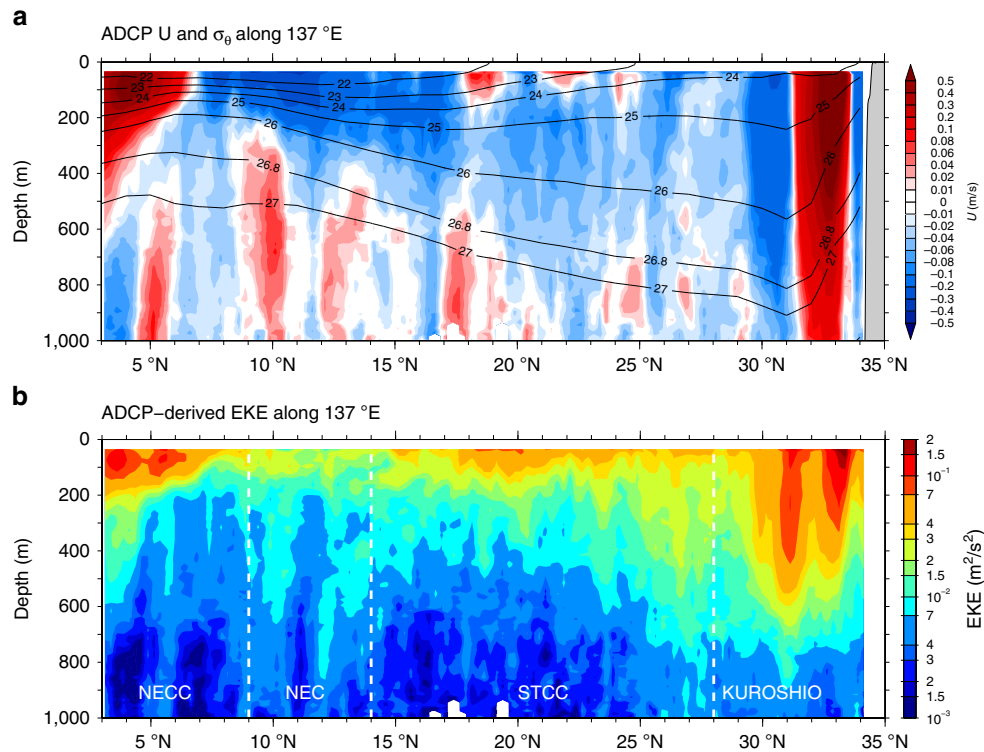 a
ADCP U and σθ along 137 °E
0
200
400
600
800
1,000
Depth (m)
22
23
24
25
26
26.8
27
22
23
24
25
26
26.8
27
24
25
26
26.8
27
25
26
26.8
27
5 °N
10 °N
15 °N
20 °N
25 °N
30 °N
35 °N
0.5
0.4
0.3
0.2
0.1
0.08
0.06
0.04
0.02
0.01
0
−0.01
−0.02
−0.04
−0.06
−0.08
−0.1
−0.2
−0.3
−0.4
−0.5
U (m/s)
b
ADCP−derived EKE along 137 °E
0
200
400
600
800
1,000
Depth (m)
NECC
NEC
STCC
KUROSHIO
5 °N
10 °N
15 °N
20 °N
25 °N
30 °N
35 °N
2
1.5
10−1
7
4
3
2
1.5
10−2
7
4
3
2
1.5
10−3
EKE (m2/s2)